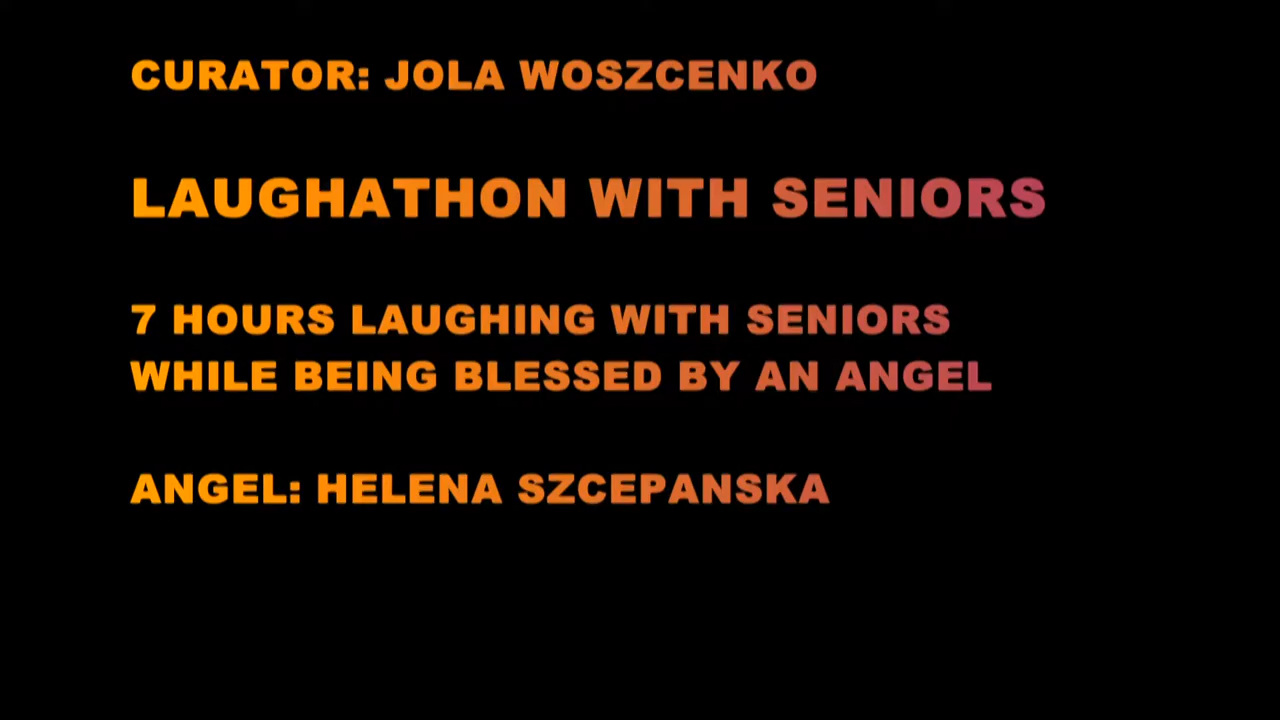 CURATOR: JOLA WOSZCENKO
LAUGHATHON WITH SENIORS
7 HOURS LAUGHING WITH SENIORS
WHILE BEING BLESSED BY AN ANGEL
ANGEL: HELENA SZCEPANSKA